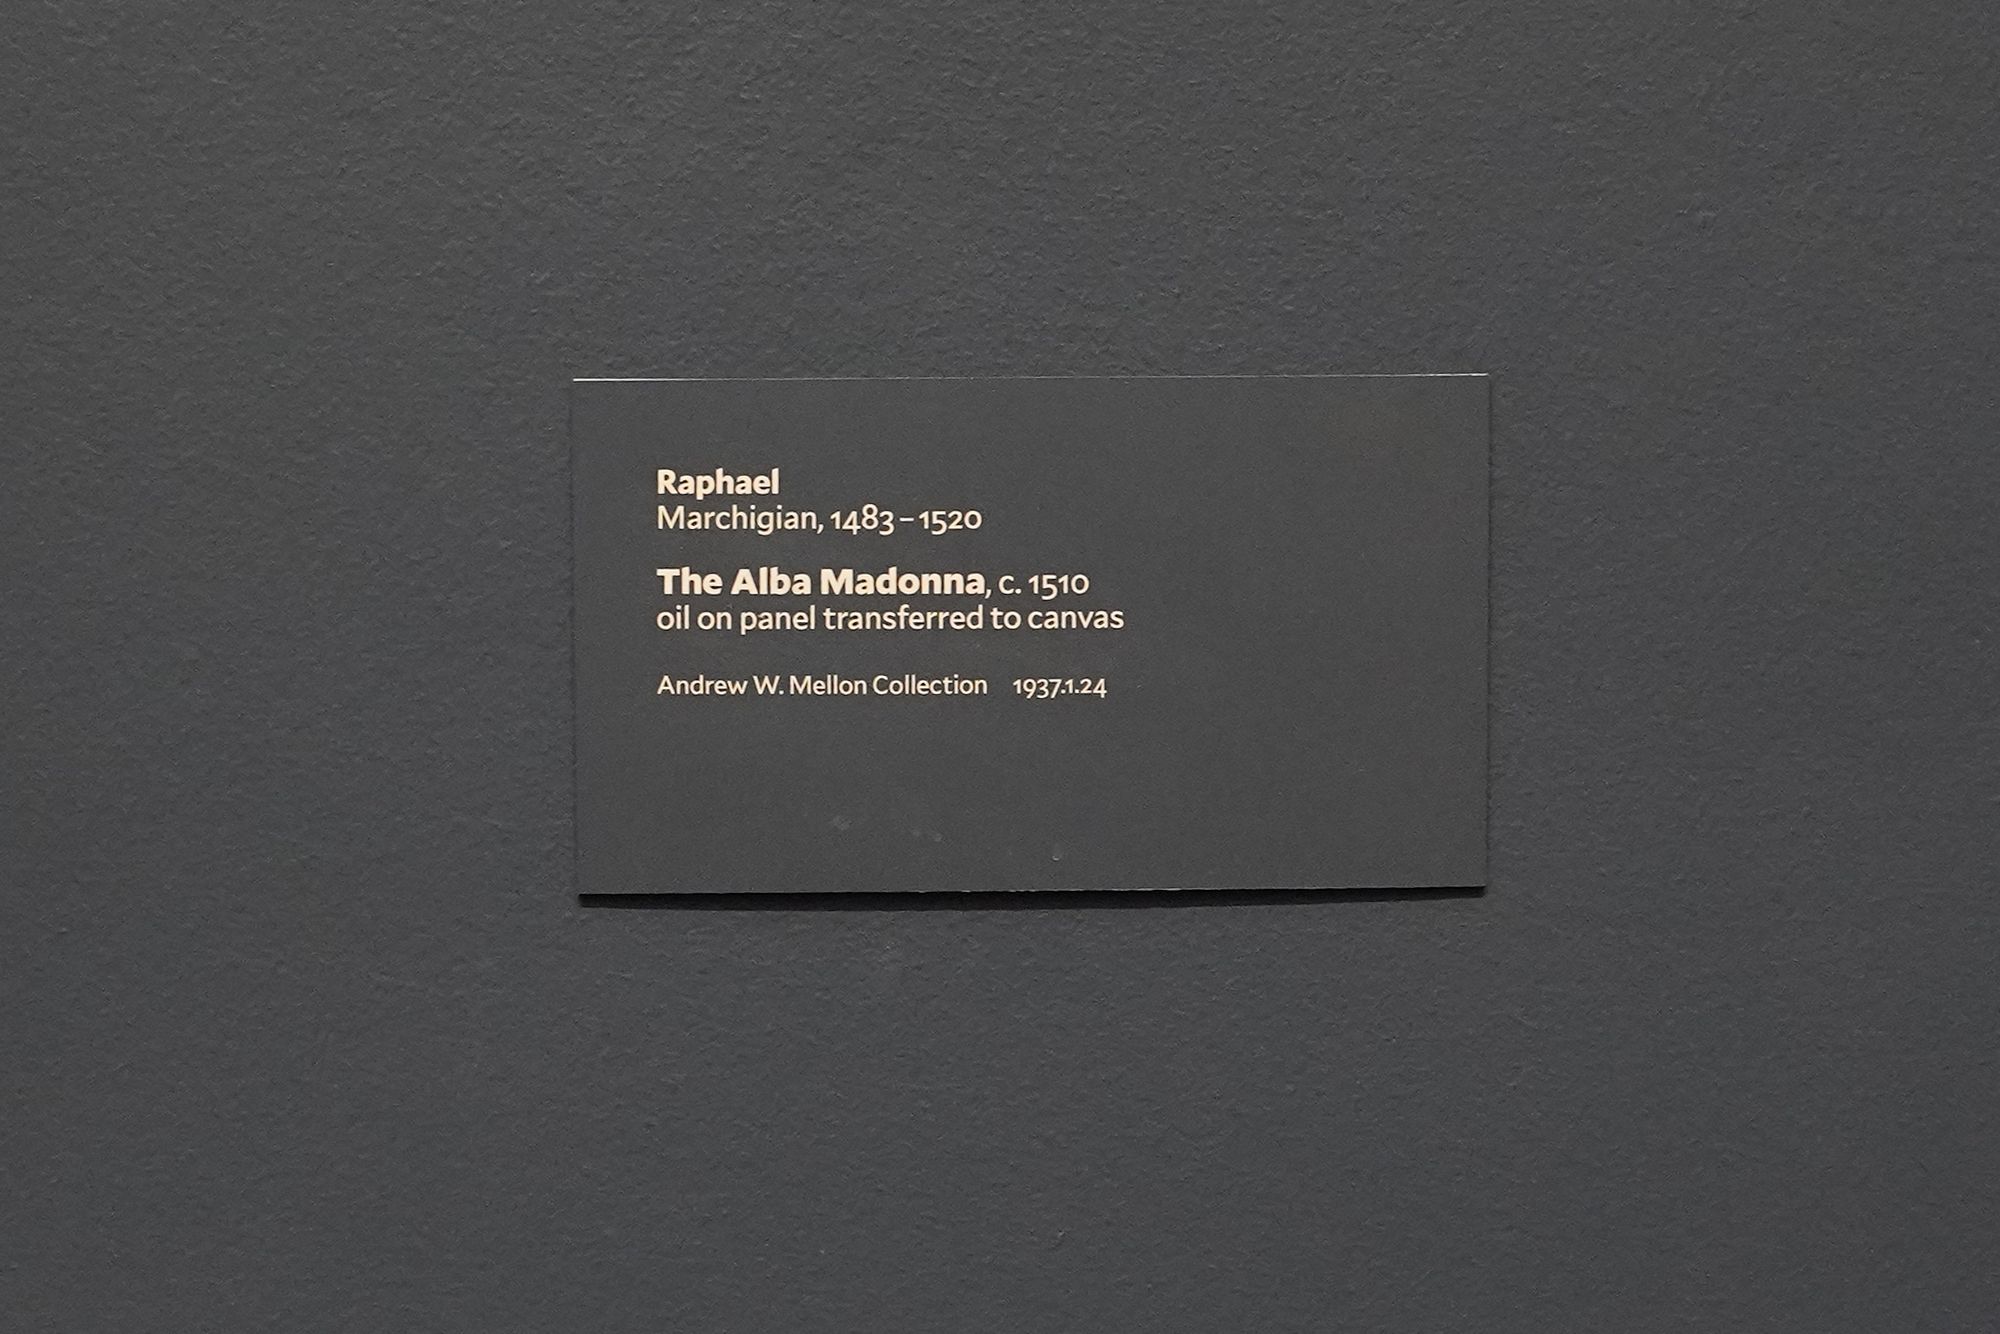 Raphael
Marchigian, 1483–1520
The Alba Madonna, c. 1510
oil on panel transferred to canvas
Andrew W. Mellon Collection 1937.1.24